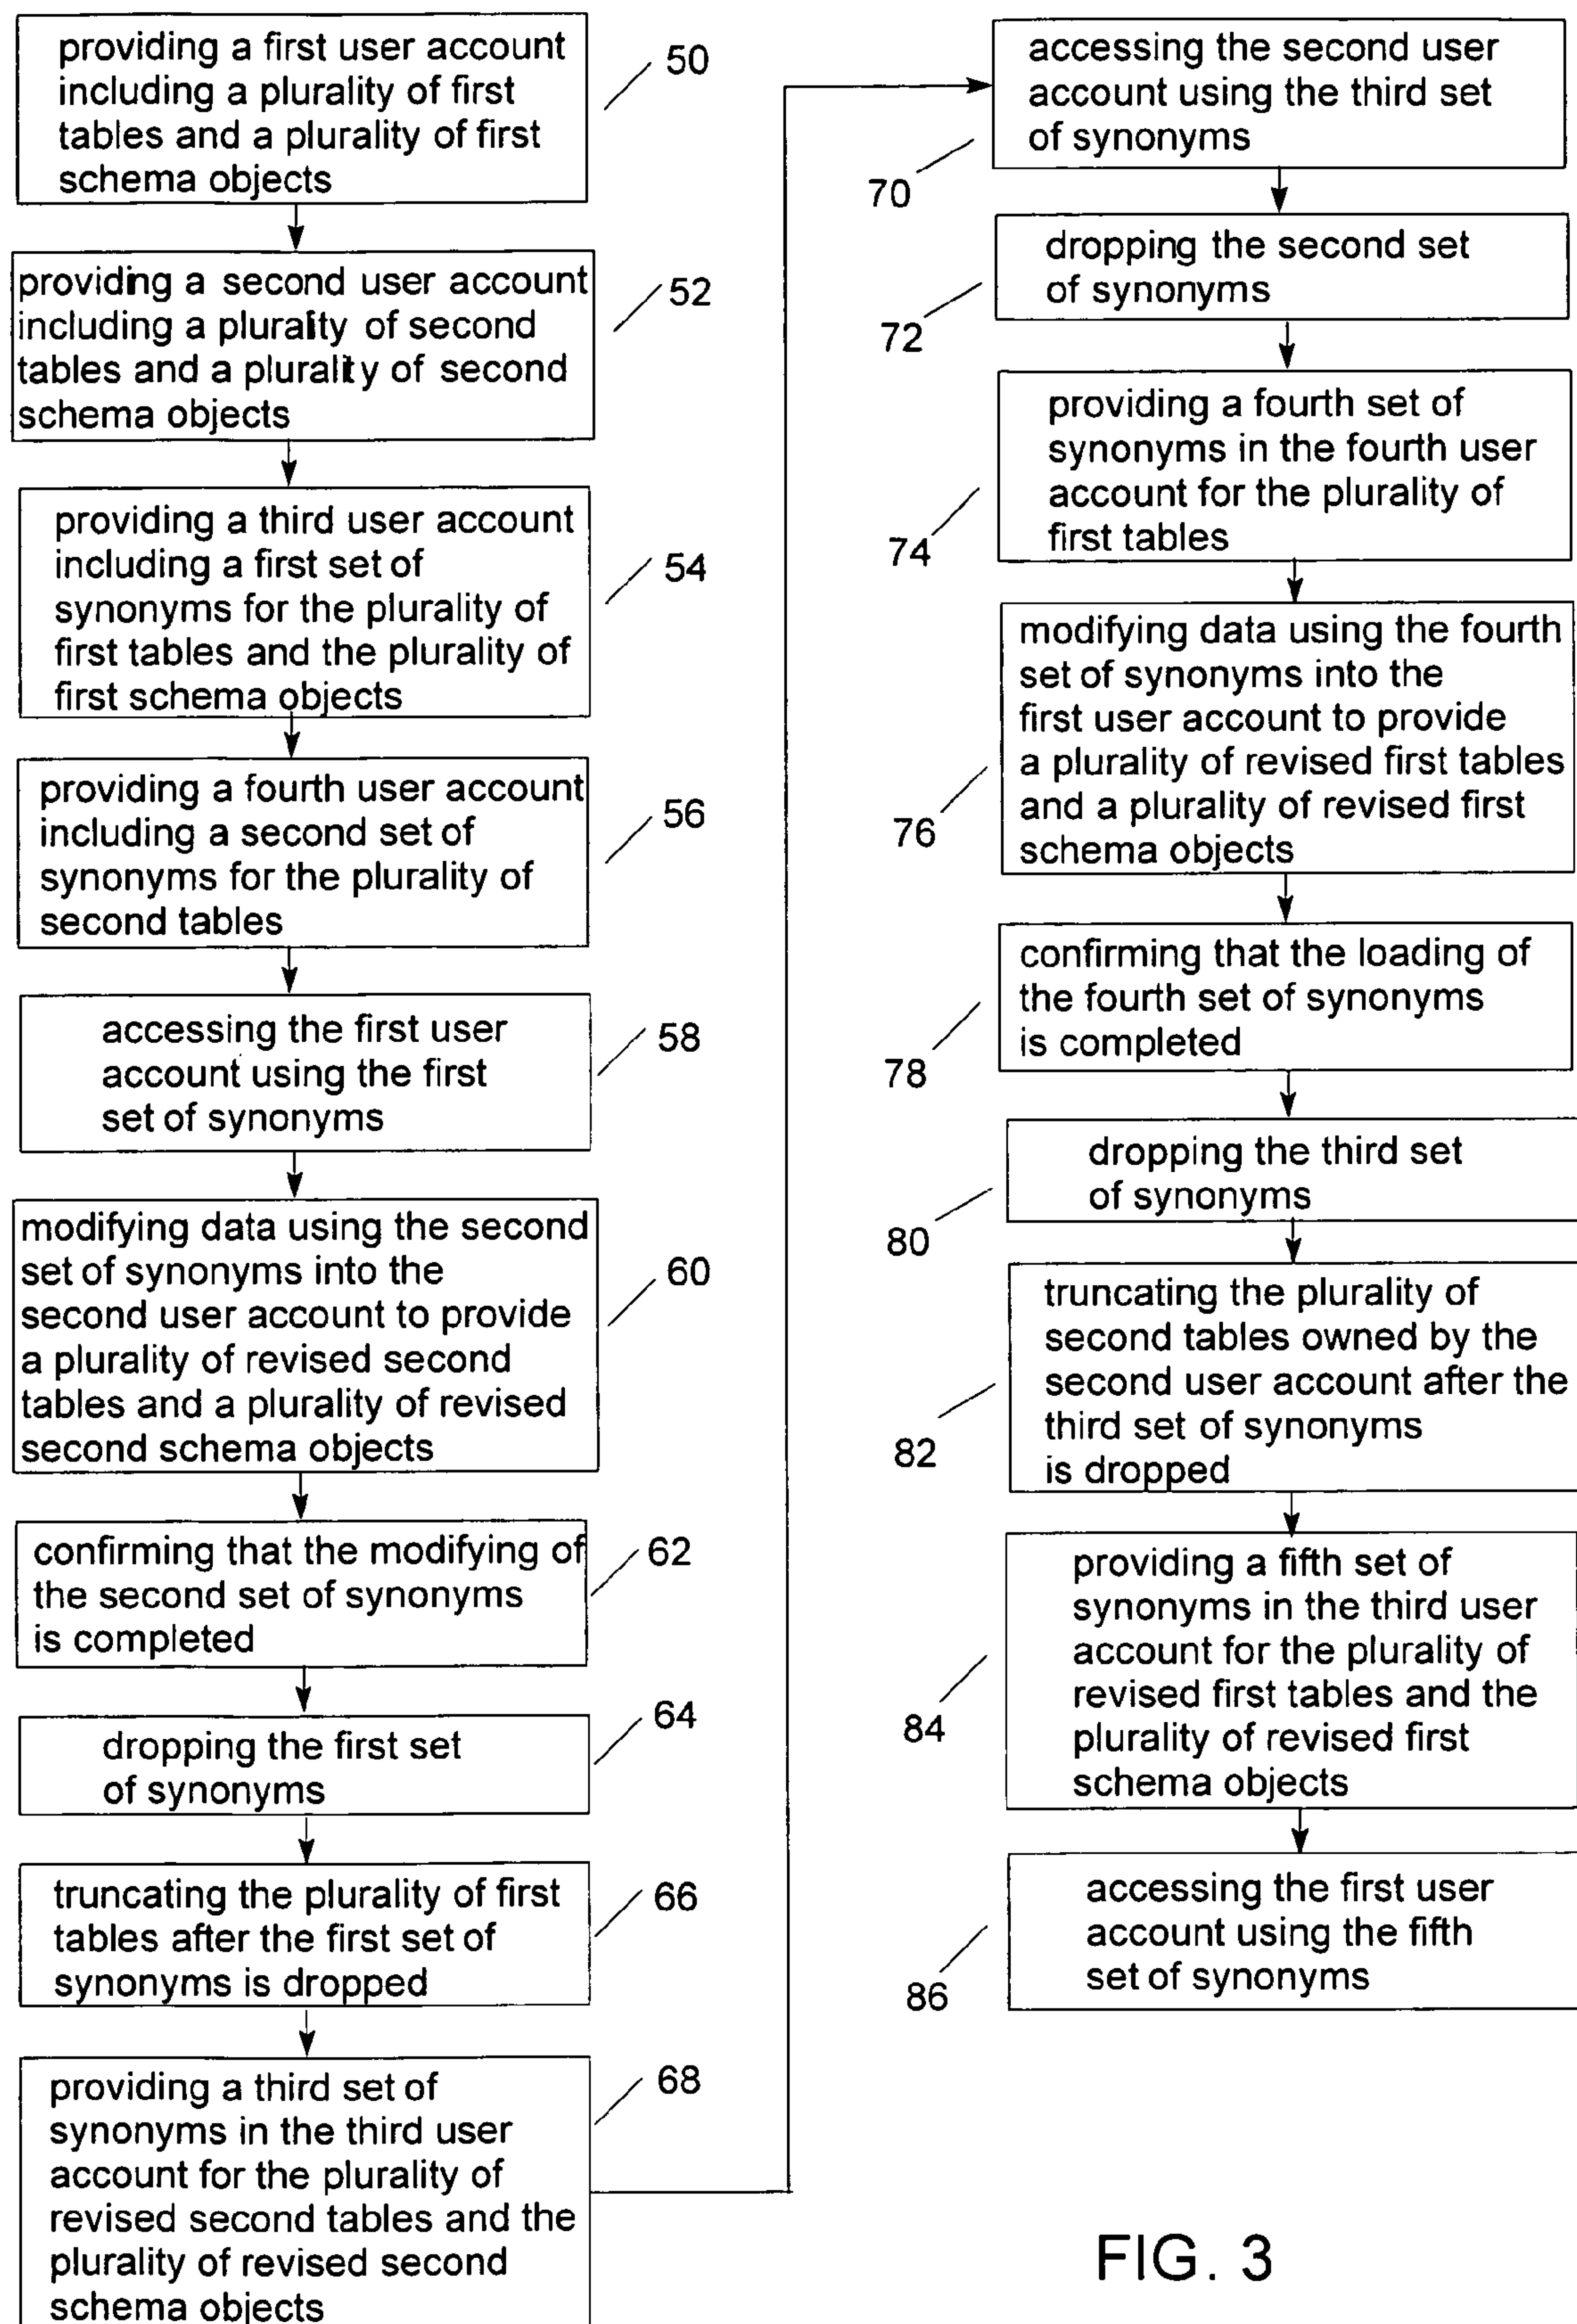 providing a first user account
including a plurality of first
tables and a plurality of first
schema objects
50
providing a second user account
including a plurality of second
tables and a plurality of second
schema objects
52
providing a third user account
including a first set of
synonyms for the plurality of
first tables and the plurality of
first schema objects
54
providing a fourth user account
including a second set of
synonyms for the plurality of
second tables
56
accessing the first user
account using the first
set of synonyms
58
modifying data using the second
set of synonyms into the
second user account to provide
a plurality of revised second
tables and a plurality of revised
second schema objects
60
confirming that the modifying of
the second set of synonyms
is completed
62
dropping the first set
of synonyms
64
truncating the plurality of first
tables after the first set of
synonyms is dropped
66
providing a third set of
synonyms in the third user
account for the plurality of
revised second tables and the
plurality of revised second
schema objects
68
accessing the second user
account using the third set
of synonyms
70
dropping the second set
of synonyms
72
providing a fourth set of
synonyms in the fourth user
account for the plurality of
first tables
74
modifying data using the fourth
set of synonyms into the
first user account to provide
a plurality of revised first tables
and a plurality of revised first
schema objects
76
confirming that the loading of
the fourth set of synonyms
is completed
78
dropping the third set
of synonyms
80
truncating the plurality of
second tables owned by the
second user account after the
third set of synonyms
is dropped
82
providing a fifth set of
synonyms in the third user
account for the plurality of
revised first tables and the
plurality of revised first
schema objects
84
accessing the first user
account using the fifth
set of synonyms
86
FIG. 3